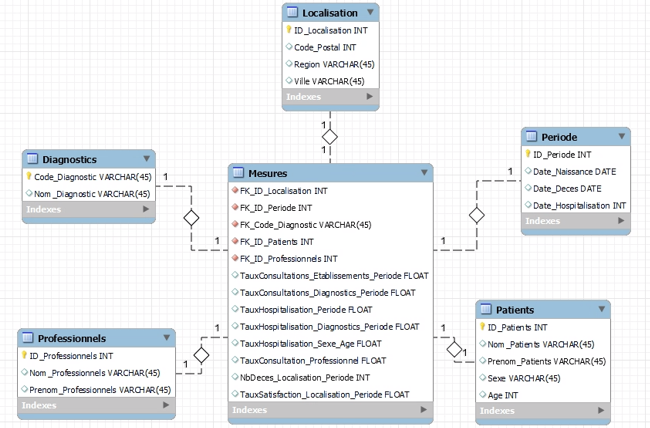 Localisation
ID_Localisation INT
Code_Postal INT
Region VARCHAR(45)
Ville VARCHAR(45)
Indexes
1
1
Diagnostics
Code_Diagnostic VARCHAR(45)
Nom_Diagnostic VARCHAR(45)
Indexes
1
1
Mesures
FK_ID_Localisation INT
FK_ID_Periode INT
FK_Code_Diagnostic VARCHAR(45)
FK_ID_Patients INT
FK_ID_Professionnels INT
TauxConsultations_Etablissements_Periode FLOAT
TauxConsultations_Diagnostics_Periode FLOAT
TauxHospitalisation_Periode FLOAT
TauxHospitalisation_Diagnostics_Periode FLOAT
TauxHospitalisation_Sexe_Age FLOAT
TauxConsultation_Professionnel FLOAT
NbDeces_Localisation_Periode INT
TauxSatisfaction_Localisation_Periode FLOAT
Indexes
Periode
ID_Periode INT
Date_Naissance DATE
Date_Deces DATE
Date_Hospitalisation INT
Indexes
1
1
Professionnels
ID_Professionnels INT
Nom_Professionnels VARCHAR(45)
Prenom_Professionnels VARCHAR(45)
Indexes
1
1
Patients
ID_Patients INT
Nom_Patients VARCHAR(45)
Prenom_Patients VARCHAR(45)
Sexe VARCHAR(45)
Age INT
Indexes
1
1